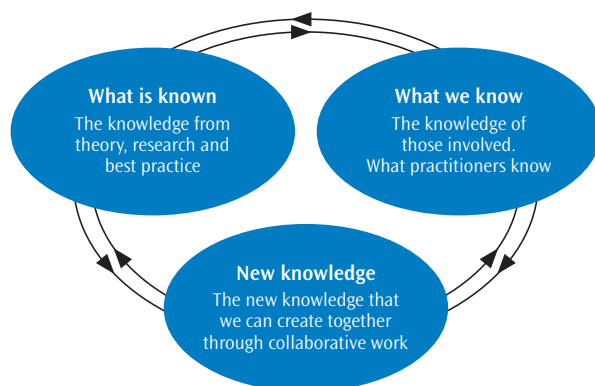 What is known
The knowledge from
theory, research and
best practice
What we know
The knowledge of
those involved.
What practitioners know
New knowledge
The new knowledge that
we can create together
through collaborative work